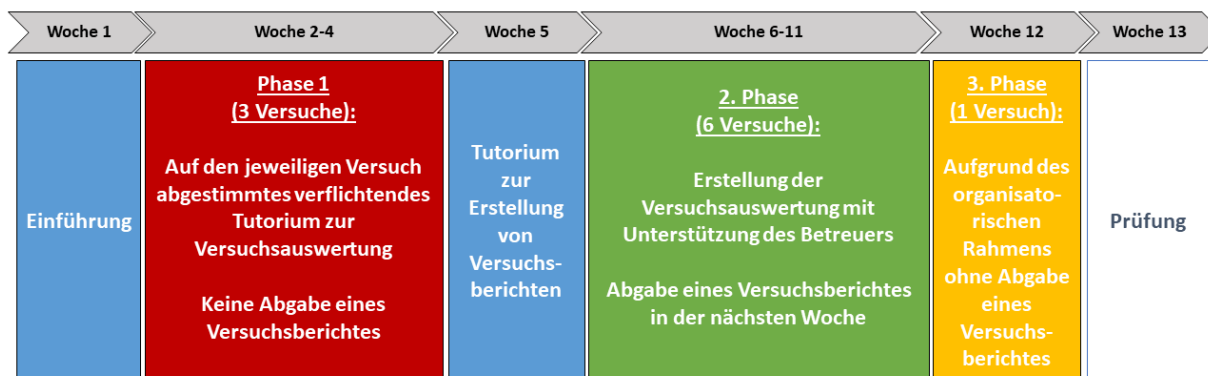 Woche 1
Woche 2-4
Woche 5
Woche 6-11
Woche 12
Woche 13
Einführung
Phase 1
(3 Versuche):
Auf den jeweiligen Versuch
abgestimmtes verflichtendes
Tutorium zur
Versuchsauswertung
Keine Abgabe eines
Versuchsberichtes
Tutorium
zur
Erstellung
von
Versuchs-
berichten
2. Phase
(6 Versuche):
Erstellung der
Versuchsauswertung mit
Unterstützung des Betreuers
Abgabe eines Versuchsberichtes
in der nächsten Woche
3. Phase
(1 Versuch):
Aufgrund des
organisato-
rischen
Rahmens
ohne Abgabe
eines
Versuchs-
berichtes
Prüfung